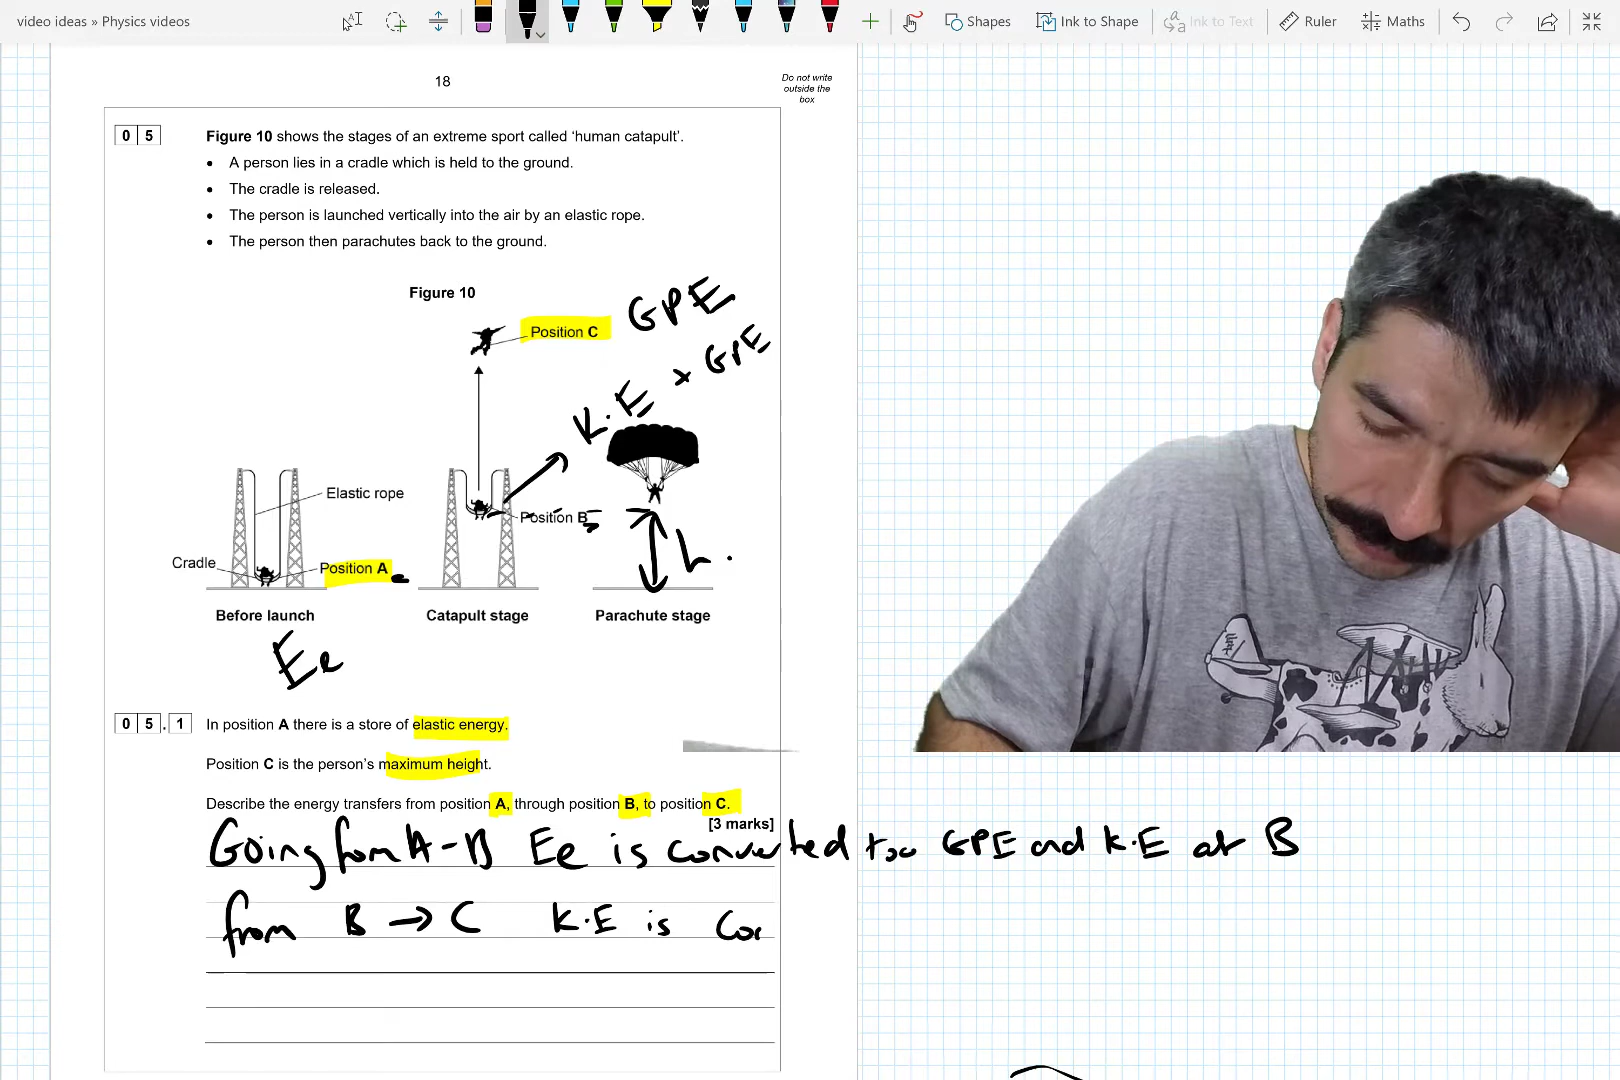 video ideas » Physics videos
Shapes
Ink to Shape
Ink to Text
Ruler
Maths
18
Do not write
outside the
box
0 5
Figure 10 shows the stages of an extreme sport called ‘human catapult’.
• A person lies in a cradle which is held to the ground.
• The cradle is released.
• The person is launched vertically into the air by an elastic rope.
• The person then parachutes back to the ground.
Figure 10
Position C
GPE
K.E + GPE
Elastic rope
Position B
Cradle
Position A
h.
Before launch
Catapult stage
Parachute stage
Ee
0 5 . 1
In position A there is a store of elastic energy.
Position C is the person’s maximum height.
Describe the energy transfers from position A, through position B, to position C.
[3 marks]
Going from A - B Ee is converted too GPE and K.E at B
from B → C K.E is Con